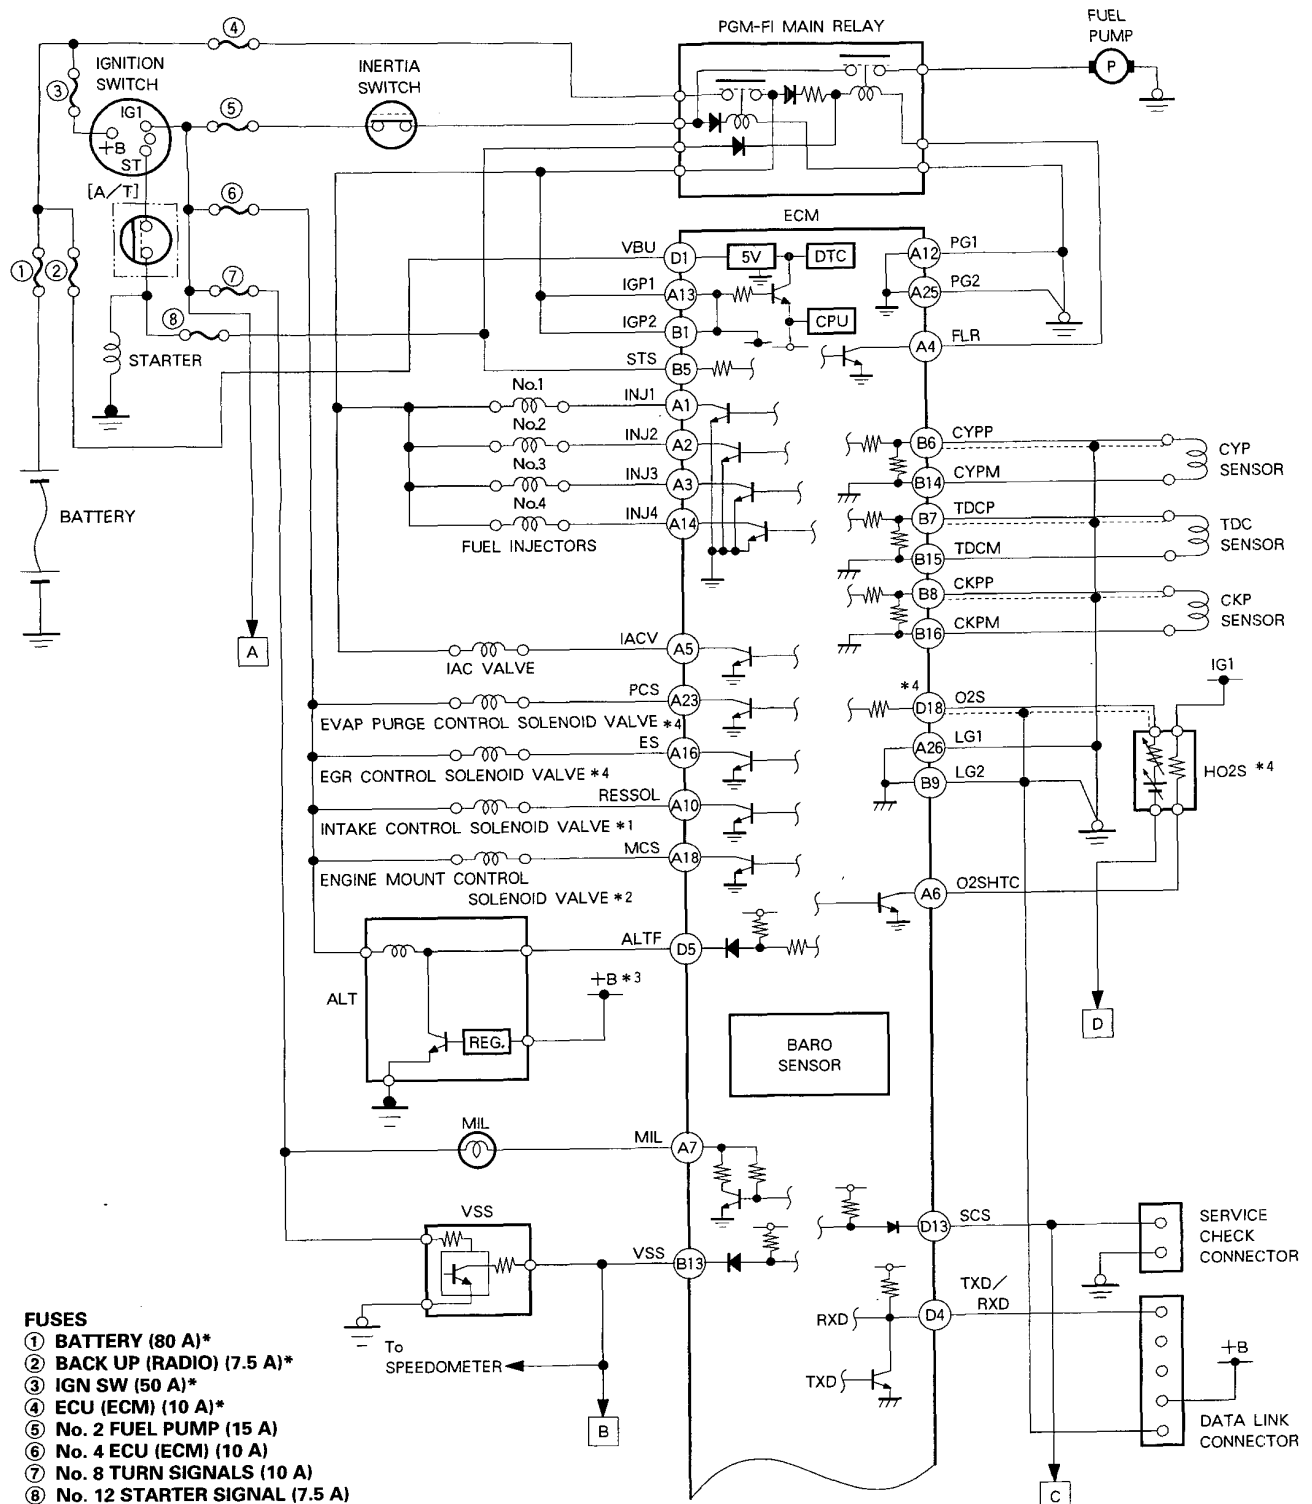 FUEL
PUMP
PGM-FI MAIN RELAY
P
④
IGNITION
SWITCH
INERTIA
SWITCH
③
IG1
+B
ST
⑤
[A/T]
⑥
①
②
⑦
⑧
STARTER
BATTERY
A
ECM
VBU
D1
5V
DTC
A12
PG1
IGP1
A13
A25
PG2
IGP2
B1
CPU
STS
B5
A4
FLR
No.1
INJ1
A1
No.2
INJ2
A2
No.3
INJ3
A3
No.4
INJ4
A14
FUEL INJECTORS
B6
CYPP
B14
CYPM
CYP
SENSOR
B7
TDCP
B15
TDCM
TDC
SENSOR
B8
CKPP
B16
CKPM
CKP
SENSOR
IACV
A5
IAC VALVE
PCS
A23
EVAP PURGE CONTROL SOLENOID VALVE *4
ES
A16
EGR CONTROL SOLENOID VALVE *4
RESSOL
A10
INTAKE CONTROL SOLENOID VALVE *1
MCS
A18
ENGINE MOUNT CONTROL
SOLENOID VALVE *2
IG1
*4
D18
O2S
A26
LG1
B9
LG2
HO2S *4
A6
O2SHTC
ALTF
D5
ALT
+B *3
REG.
BARO
SENSOR
D
MIL
MIL
A7
VSS
VSS
B13
D13
SCS
SERVICE
CHECK
CONNECTOR
TXD/
RXD
RXD
D4
TXD
+B
DATA LINK
CONNECTOR
To
SPEEDOMETER
B
C
FUSES
① BATTERY (80 A)*
② BACK UP (RADIO) (7.5 A)*
③ IGN SW (50 A)*
④ ECU (ECM) (10 A)*
⑤ No. 2 FUEL PUMP (15 A)
⑥ No. 4 ECU (ECM) (10 A)
⑦ No. 8 TURN SIGNALS (10 A)
⑧ No. 12 STARTER SIGNAL (7.5 A)